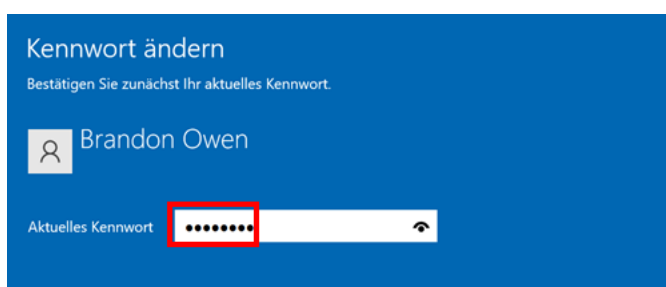 Kennwort ändern
Bestätigen Sie zunächst Ihr aktuelles Kennwort.
Brandon Owen
Aktuelles Kennwort ••••••••